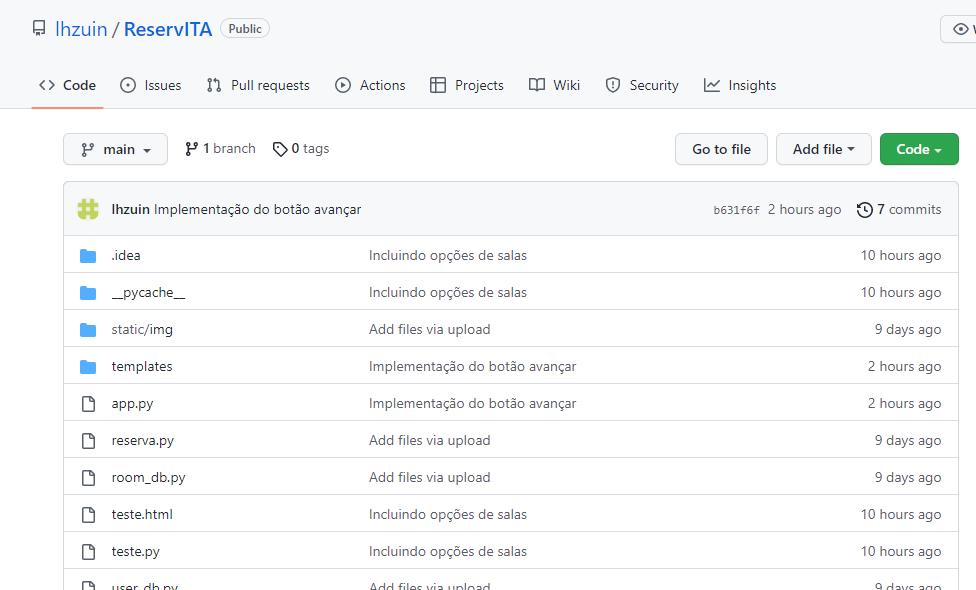 lhzuin / ReservITA Public
Code Issues Pull requests Actions Projects Wiki Security Insights
main 1 branch 0 tags Go to file Add file Code
lhzuin Implementação do botão avançar b631f6f 2 hours ago 7 commits
.idea Incluindo opções de salas 10 hours ago
__pycache__ Incluindo opções de salas 10 hours ago
static/img Add files via upload 9 days ago
templates Implementação do botão avançar 2 hours ago
app.py Implementação do botão avançar 2 hours ago
reserva.py Add files via upload 9 days ago
room_db.py Add files via upload 9 days ago
teste.html Incluindo opções de salas 10 hours ago
teste.py Incluindo opções de salas 10 hours ago
user_db.py Add files via upload 9 days ago